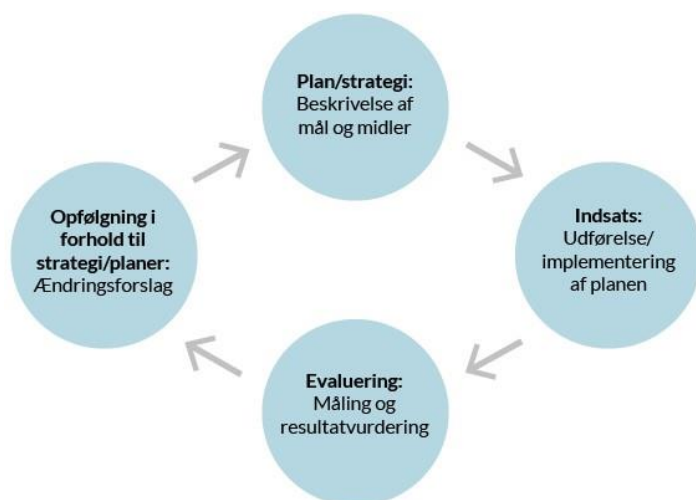 Plan/strategi:
Beskrivelse af
mål og midler
Indsats:
Udførelse/
implementering
af planen
Evaluering:
Måling og
resultatvurdering
Opfølgning i
forhold til
strategi/planer:
Ændringsforslag